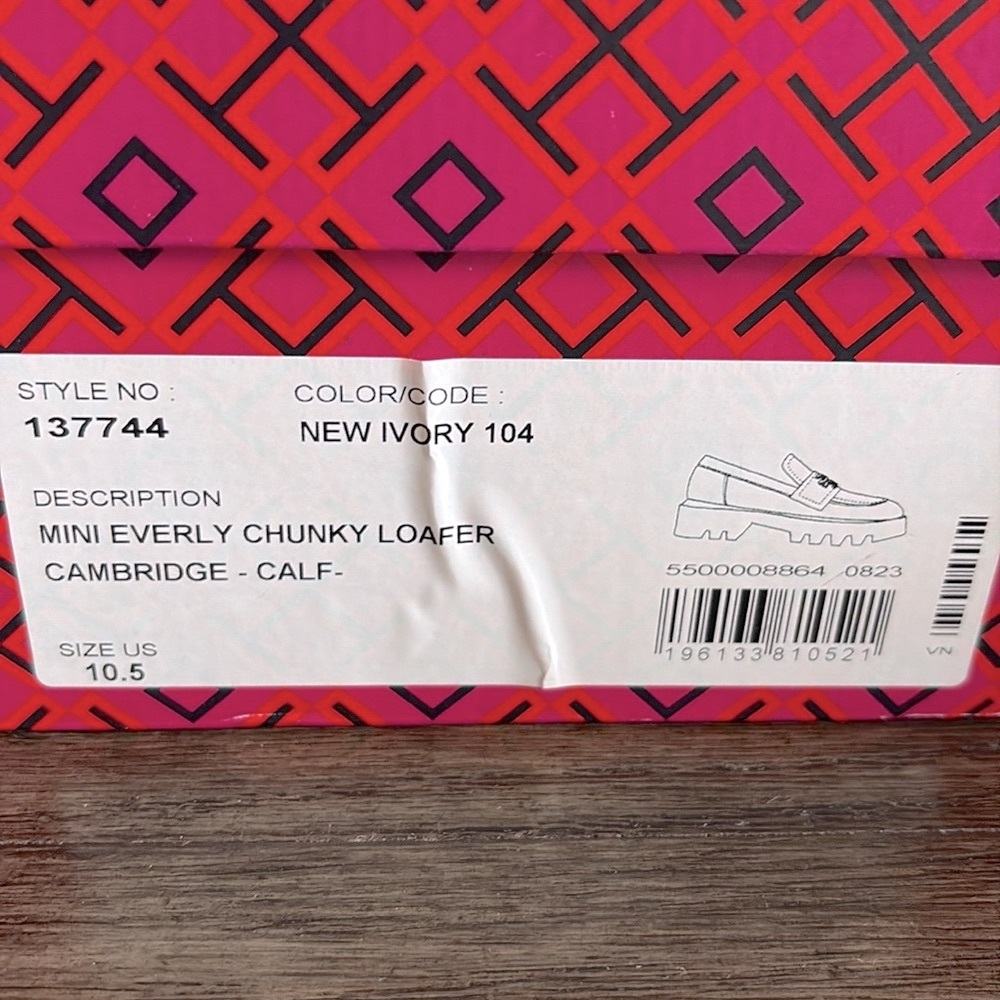 STYLE NO :
137744
COLOR/CODE :
NEW IVORY 104
DESCRIPTION
MINI EVERLY CHUNKY LOAFER
CAMBRIDGE - CALF-
SIZE US
10.5
5500008864 0823
196133810521
VN